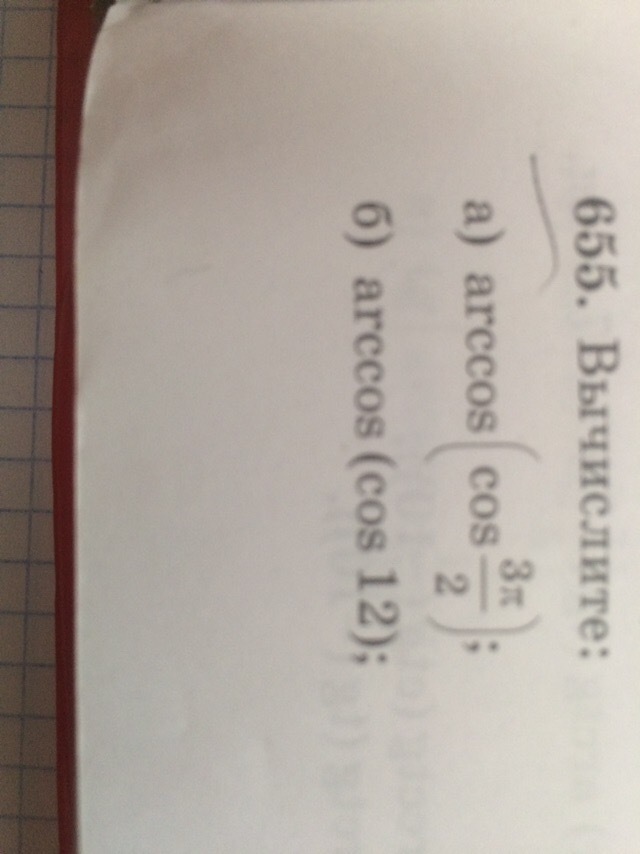 655. Вычислите:
а) arccos(cos 3π/2);
б) arccos (cos 12);